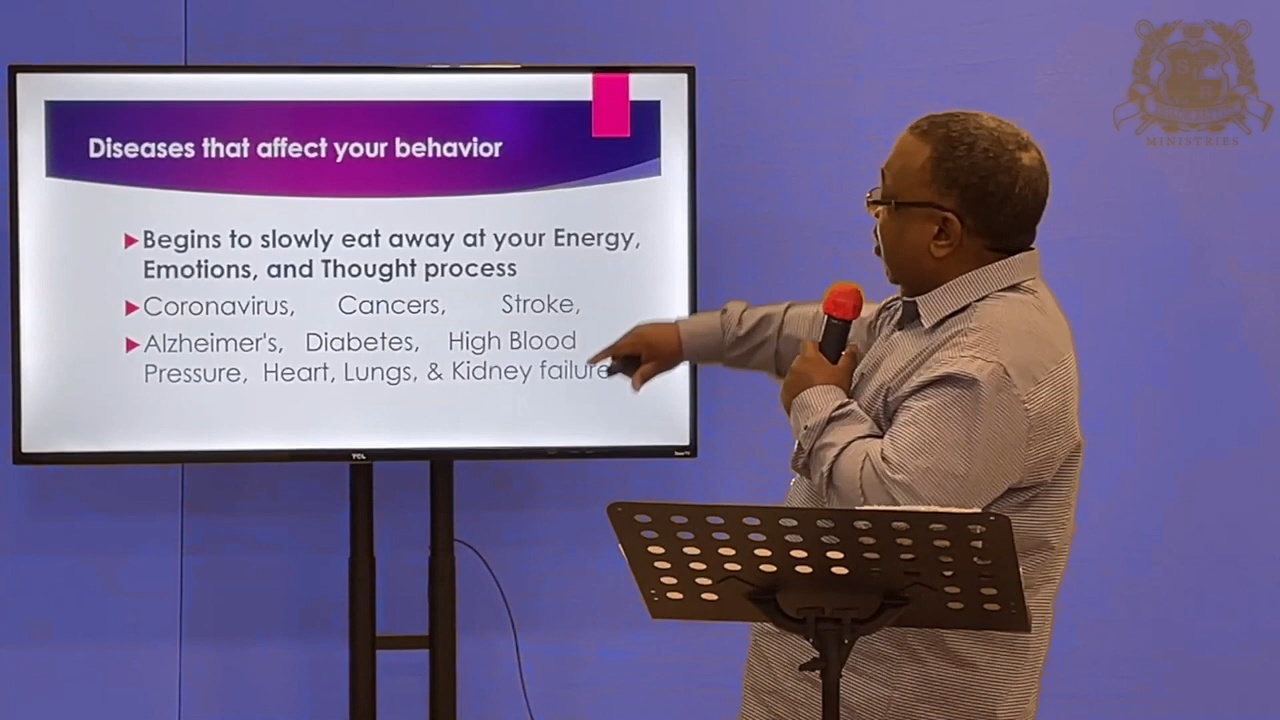 Diseases that affect your behavior
Begins to slowly eat away at your Energy,
Emotions, and Thought process
Coronavirus, Cancers, Stroke,
Alzheimer's, Diabetes, High Blood
Pressure, Heart, Lungs, & Kidney failure
TCL
MINISTRIES